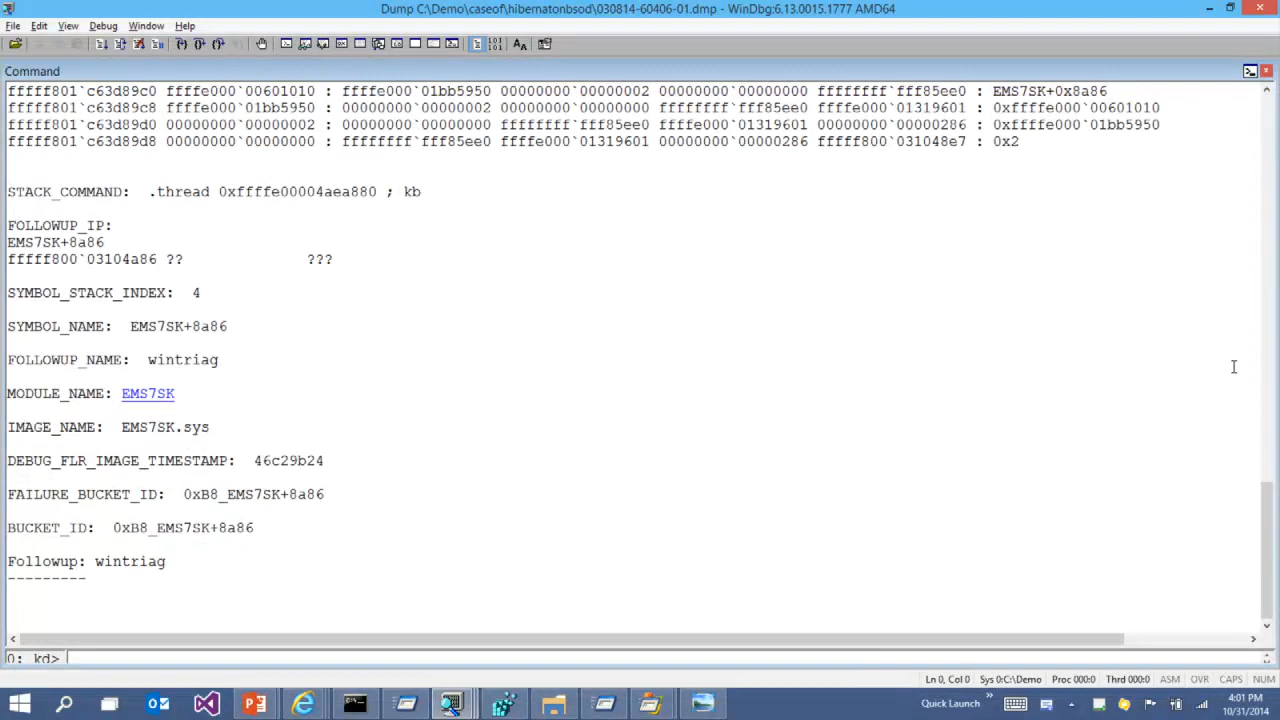 Dump C:\Demo\caseof\hibernatonbsod\030814-60406-01.dmp - WinDbg:6.13.0015.1777 AMD64
File Edit View Debug Window Help
Command
fffff801`c63d89c0 ffffe000`00601010 : ffffe000`01bb5950 00000000`00000002 00000000`00000000 ffffffff`fff85ee0 : EMS7SK+0x8a86
fffff801`c63d89c8 ffffe000`01bb5950 : 00000000`00000002 00000000`00000000 ffffffff`fff85ee0 ffffe000`01319601 : 0xffffe000`00601010
fffff801`c63d89d0 00000000`00000002 : 00000000`00000000 ffffffff`fff85ee0 ffffe000`01319601 00000000`00000286 : 0xffffe000`01bb5950
fffff801`c63d89d8 00000000`00000000 : ffffffff`fff85ee0 ffffe000`01319601 00000000`00000286 fffff800`031048e7 : 0x2
STACK_COMMAND: .thread 0xffffe00004aea880 ; kb
FOLLOWUP_IP:
EMS7SK+8a86
fffff800`03104a86 ?? ???
SYMBOL_STACK_INDEX: 4
SYMBOL_NAME: EMS7SK+8a86
FOLLOWUP_NAME: wintriag
MODULE_NAME: EMS7SK
IMAGE_NAME: EMS7SK.sys
DEBUG_FLR_IMAGE_TIMESTAMP: 46c29b24
FAILURE_BUCKET_ID: 0xB8_EMS7SK+8a86
BUCKET_ID: 0xB8_EMS7SK+8a86
Followup: wintriag
---------
0: kd>
Ln 0, Col 0 Sys 0:C:\Demo Proc 000:0 Thrd 000:0 ASM OVR CAPS NUM
Quick Launch
4:01 PM
10/31/2014